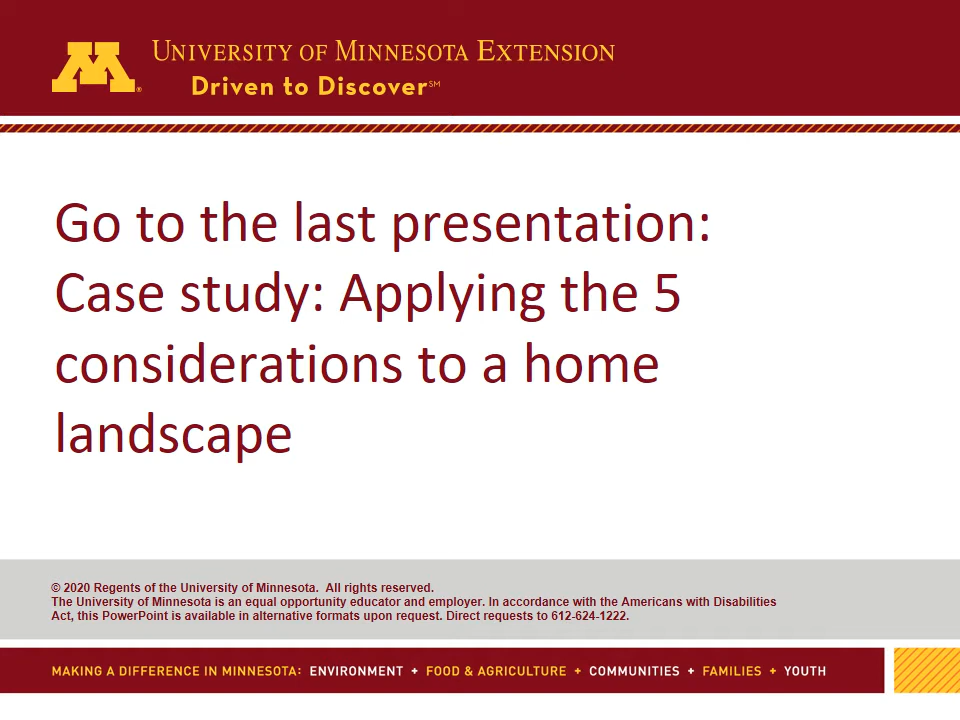 UNIVERSITY OF MINNESOTA EXTENSION
Driven to Discover℠
Go to the last presentation:
Case study: Applying the 5
considerations to a home
landscape
© 2020 Regents of the University of Minnesota.  All rights reserved.
The University of Minnesota is an equal opportunity educator and employer. In accordance with the Americans with Disabilities
Act, this PowerPoint is available in alternative formats upon request. Direct requests to 612-624-1222.
MAKING A DIFFERENCE IN MINNESOTA: ENVIRONMENT + FOOD & AGRICULTURE + COMMUNITIES + FAMILIES + YOUTH